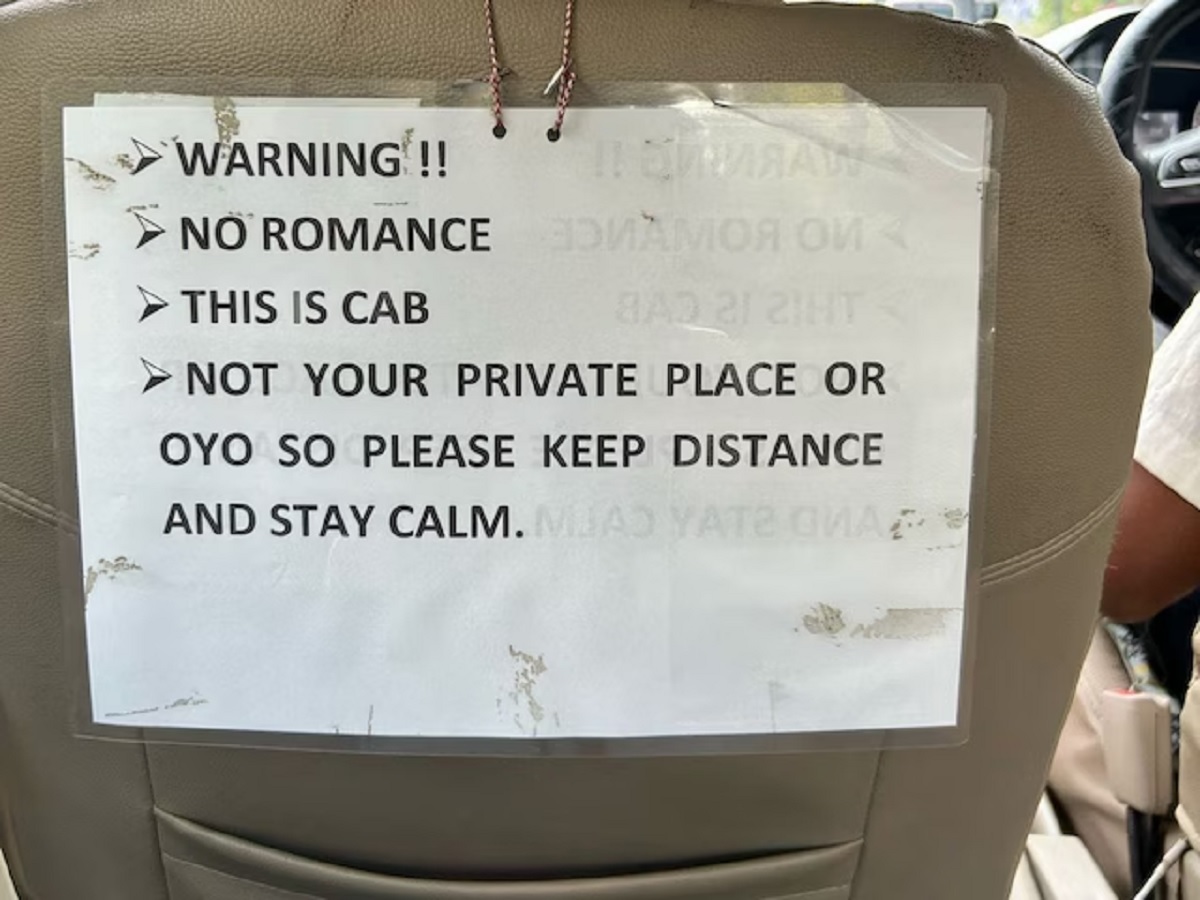 ➢ WARNING !!
➢ NO ROMANCE
➢ THIS IS CAB
➢ NOT YOUR PRIVATE PLACE OR
OYO SO PLEASE KEEP DISTANCE
AND STAY CALM.